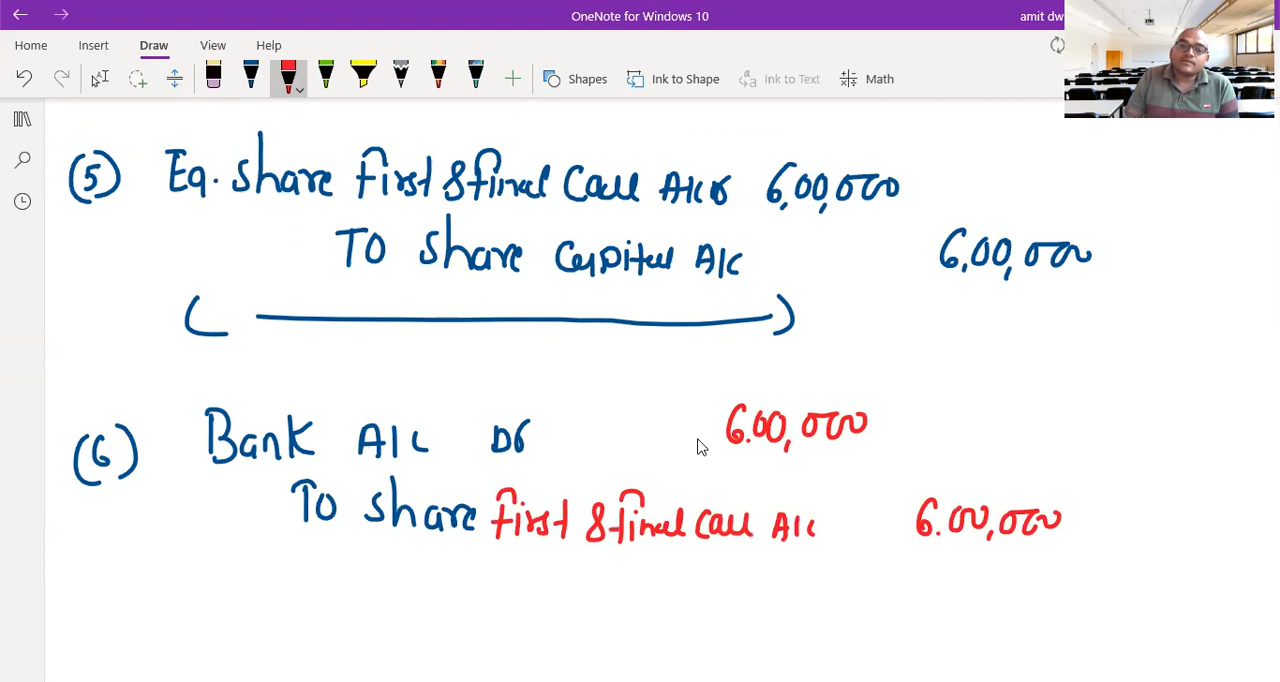 OneNote for Windows 10
amit dw
Home Insert Draw View Help
Shapes Ink to Shape Ink to Text Math
(5) Eq. Share First & final Call A/c Dr 6,00,000
To Share Capital A/c 6,00,000
( )
(6) Bank A/c Dr 6.00,000
To Share First & final Call A/c 6.00,000